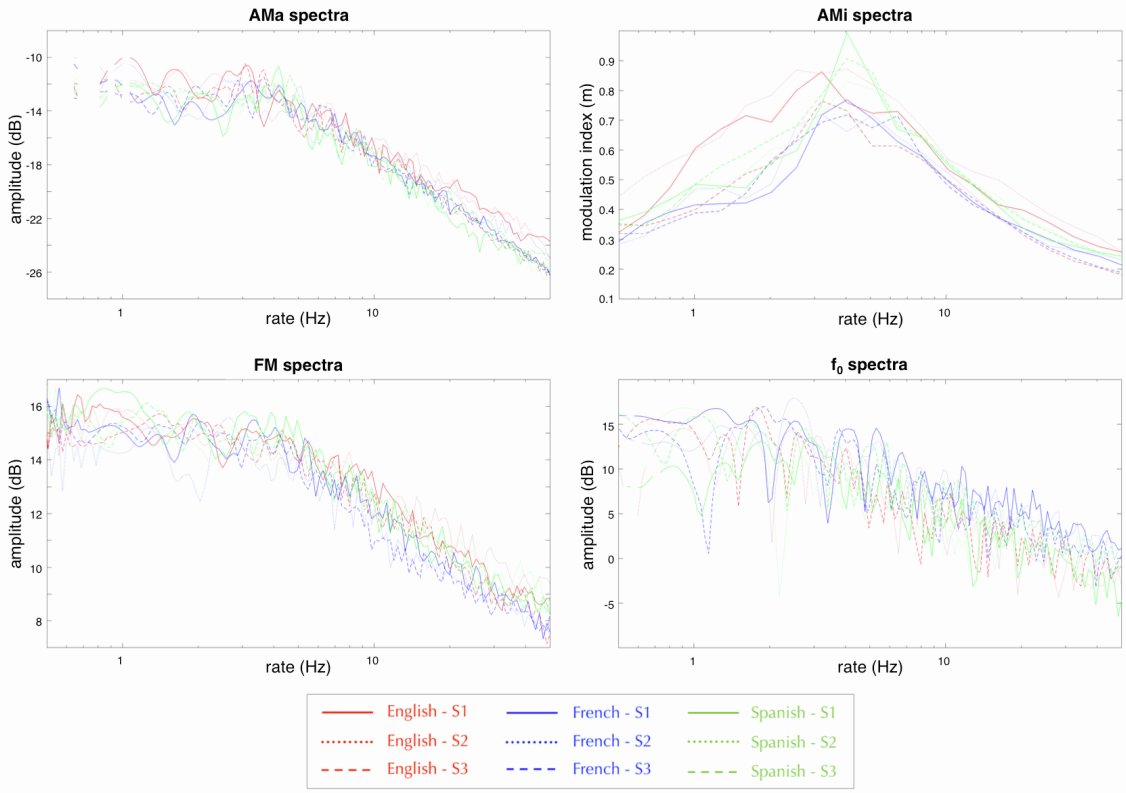 AMa spectra
amplitude (dB)
-10
-14
-18
-22
-26
1
10
rate (Hz)
AMi spectra
modulation index (m)
0.9
0.8
0.7
0.6
0.5
0.4
0.3
0.2
0.1
1
10
rate (Hz)
FM spectra
amplitude (dB)
16
14
12
10
8
1
10
rate (Hz)
f₀ spectra
amplitude (dB)
15
10
5
0
-5
1
10
rate (Hz)
English - S1 French - S1 Spanish - S1
English - S2 French - S2 Spanish - S2
English - S3 French - S3 Spanish - S3